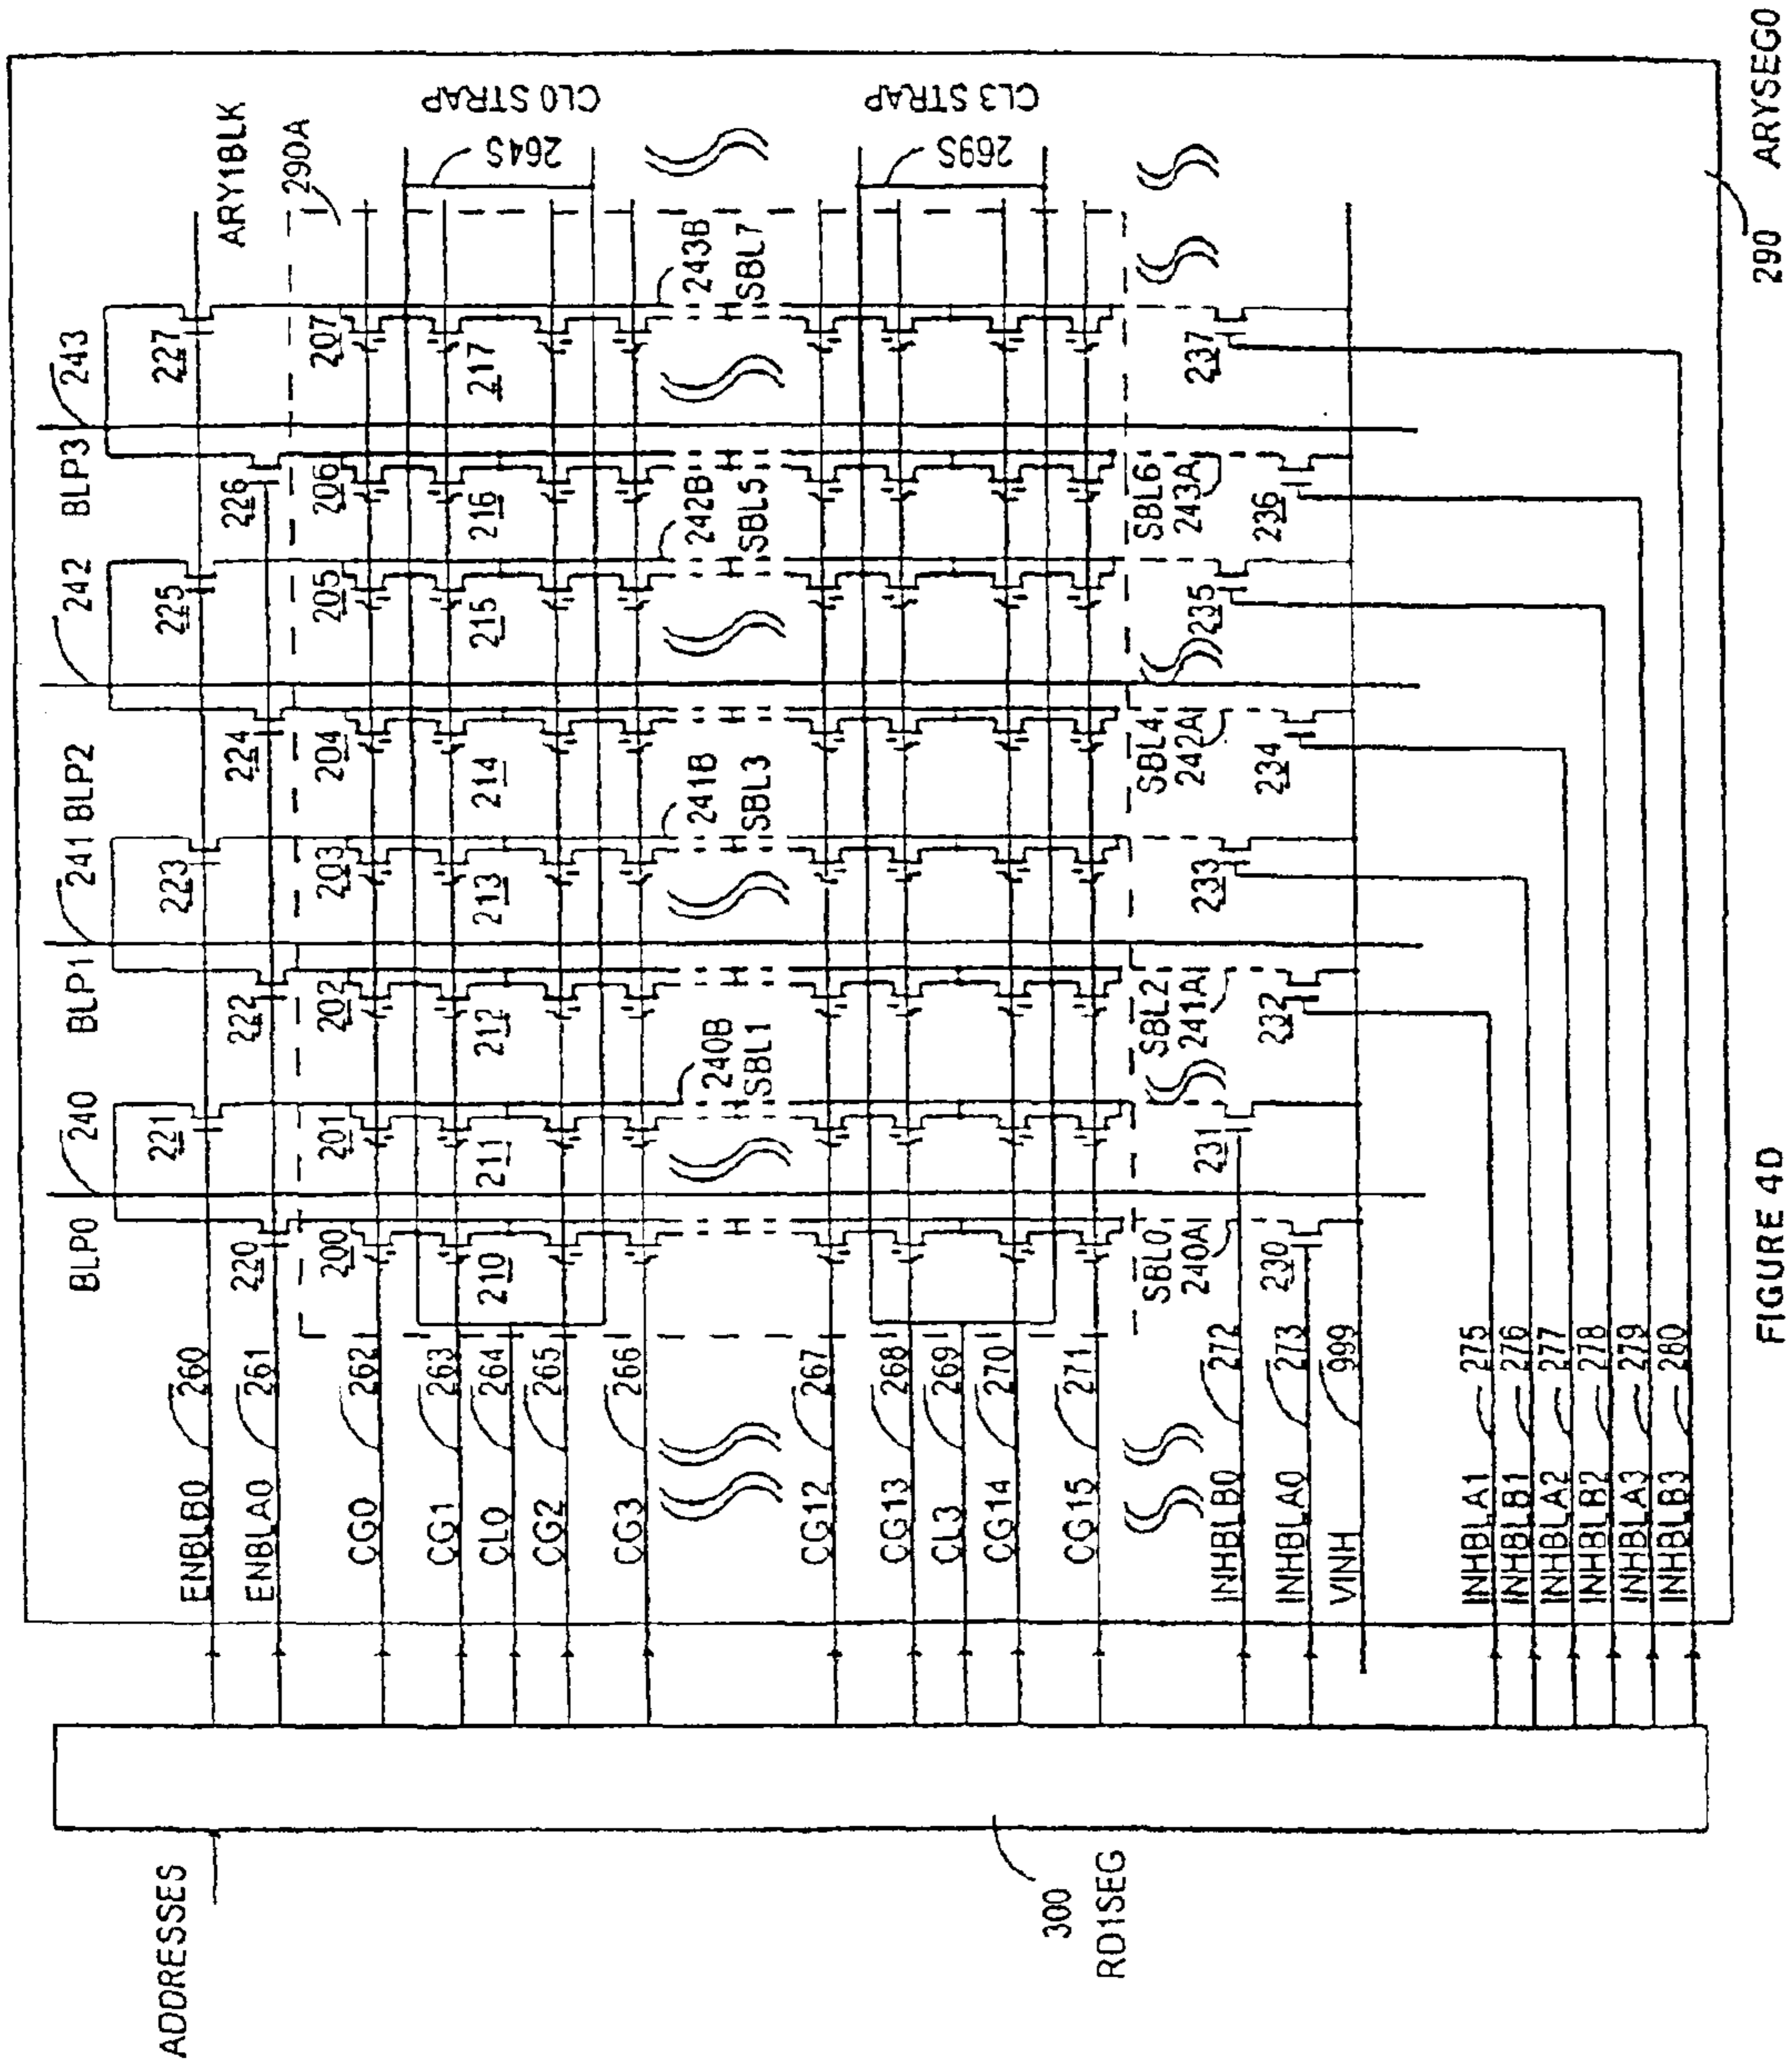 BLP0 240 BLP1 241 BLP2 242 BLP3 243
221 223 225 227
220 222 224 226
ARY1BLK
290A
ADDRESSES
ENBLB0 260
ENBLA0 261
200 201 202 203 204 205 206 207
CG0 262
CG1 263
CL0 264
CG2 265
CG3 266
210 211 212 213 214 215 216 217
CL0 STRAP
264S
240B
SBL1
241B
SBL3
242B
SBL5
243B
SBL7
CG12 267
CG13 268
CL3 269
CG14 270
CG15 271
CL3 STRAP
269S
SBL0
240A
SBL2
241A
SBL4
242A
SBL6
243A
231 233 235 237
230 232 234 236
INHBLB0 272
INHBLA0 273
VINH 999
INHBLA1 275
INHBLB1 276
INHBLA2 277
INHBLB2 278
INHBLA3 279
INHBLB3 280
300
RD1SEG
290 ARYSEG0
FIGURE 4D